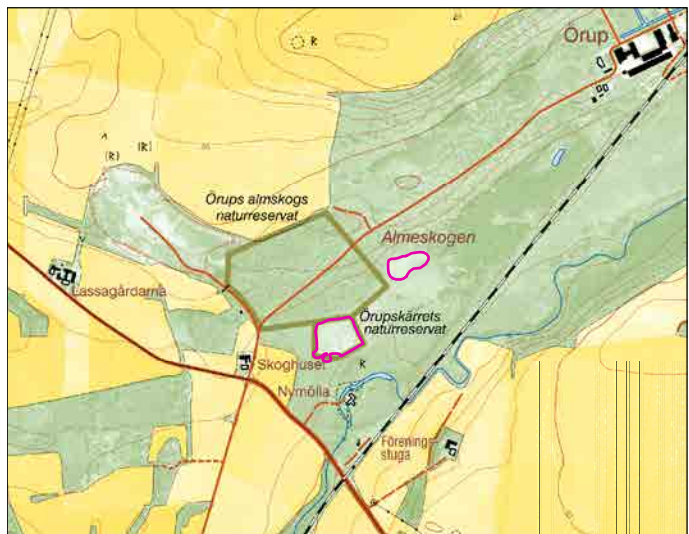 Örup
R
(R)
(R)
Örups almskogs
naturreservat
Almeskogen
Lassagårdarna
Örupskärrets
naturreservat
Skoghuset
R
Nymölla
Förenings-
stuga